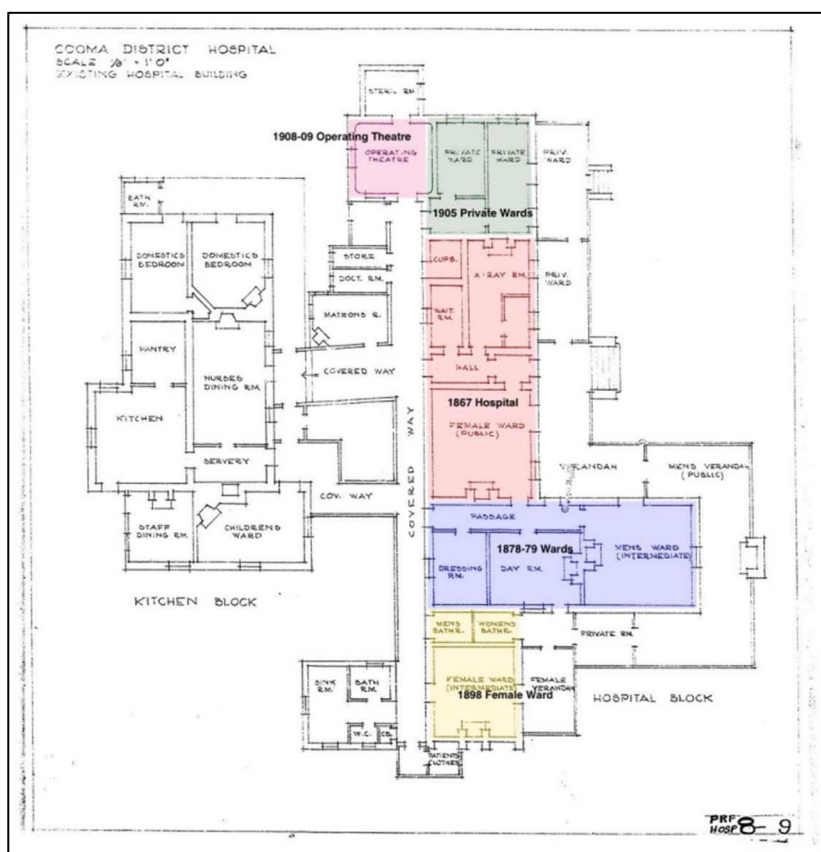 COOMA DISTRICT HOSPITAL
SCALE 1/8" = 1'0"
EXISTING HOSPITAL BUILDING
STERIL. RM.
1908-09 Operating Theatre
OPERATING
THEATRE
PRIVATE
WARD
PRIVATE
WARD
PRIV.
WARD
BATH
RM.
1905 Private Wards
DOMESTICS
BEDROOM
DOMESTICS
BEDROOM
STORE
DOCT. RM.
CUPB.
X-RAY RM.
PRIV.
WARD
MATRONS R.
WAIT.
RM.
PANTRY
NURSES
DINING RM.
COVERED WAY
HALL
KITCHEN
1867 Hospital
FEMALE WARD
(PUBLIC)
COVERED WAY
SERVERY
COV. WAY
VERANDAH
MENS VERANDAH
(PUBLIC)
STAFF
DINING RM.
CHILDRENS
WARD
PASSAGE
1878-79 Wards
DRESSING
RM.
DAY RM.
MENS WARD
(INTERMEDIATE)
KITCHEN BLOCK
MENS
BATHR.
WOMENS
BATHR.
PRIVATE RM.
SINK
RM.
BATH
RM.
FEMALE WARD
(INTERMEDIATE)
1898 Female Ward
FEMALE
VERANDAH
HOSPITAL BLOCK
W.C.
CB.
PATIENTS
CLOTHES
PRF
HOSP 8-9